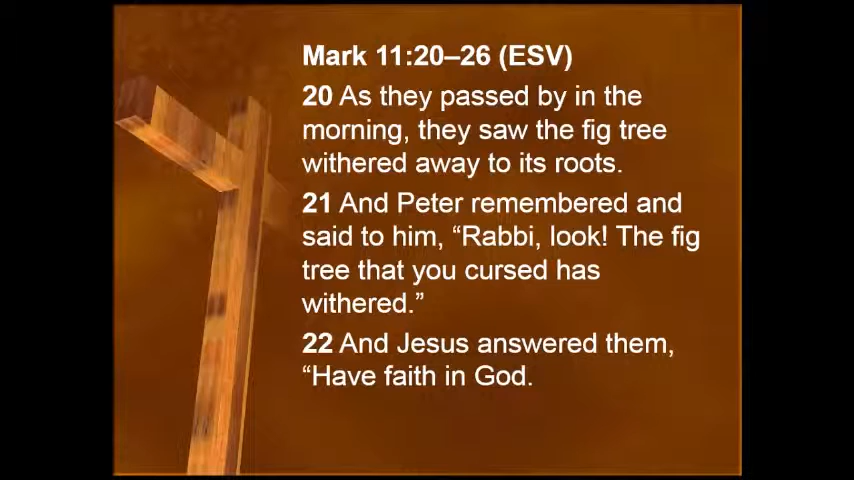 Mark 11:20–26 (ESV)
20 As they passed by in the
morning, they saw the fig tree
withered away to its roots.
21 And Peter remembered and
said to him, “Rabbi, look! The fig
tree that you cursed has
withered.”
22 And Jesus answered them,
“Have faith in God.